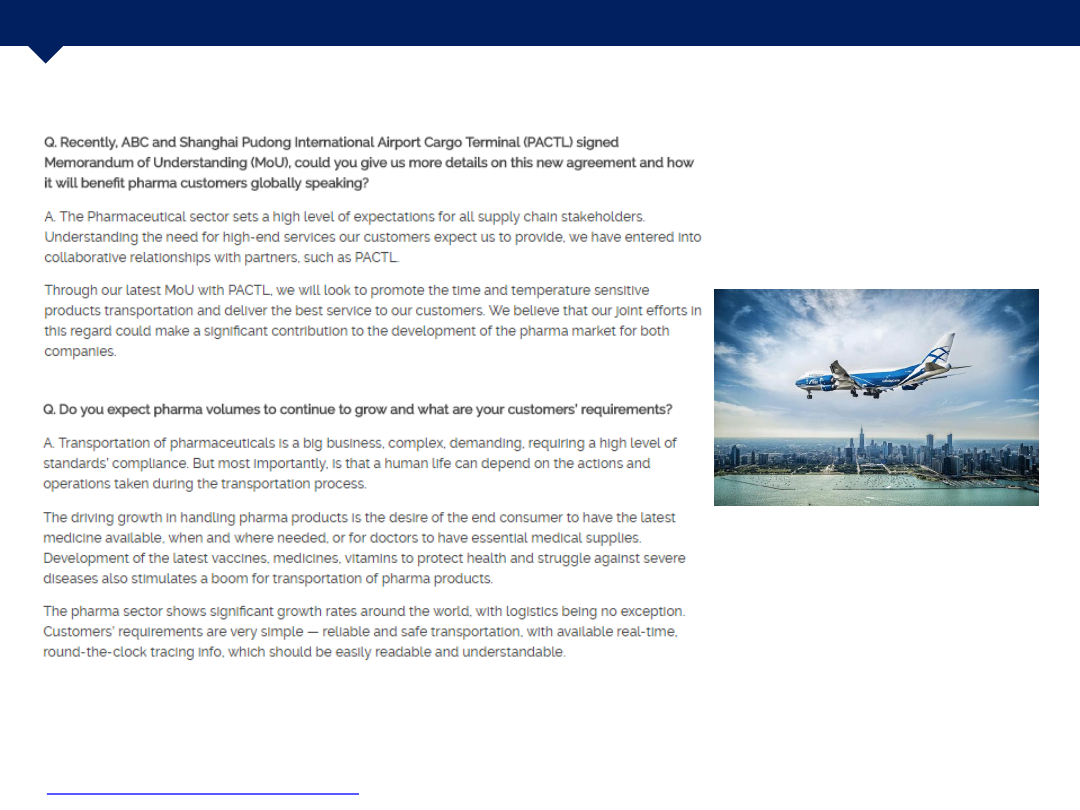 Q. Recently, ABC and Shanghai Pudong International Airport Cargo Terminal (PACTL) signed
Memorandum of Understanding (MoU), could you give us more details on this new agreement and how
it will benefit pharma customers globally speaking?
A. The Pharmaceutical sector sets a high level of expectations for all supply chain stakeholders.
Understanding the need for high-end services our customers expect us to provide, we have entered into
collaborative relationships with partners, such as PACTL.
Through our latest MoU with PACTL, we will look to promote the time and temperature sensitive
products transportation and deliver the best service to our customers. We believe that our joint efforts in
this regard could make a significant contribution to the development of the pharma market for both
companies.
Q. Do you expect pharma volumes to continue to grow and what are your customers' requirements?
A. Transportation of pharmaceuticals is a big business, complex, demanding, requiring a high level of
standards' compliance. But most importantly, is that a human life can depend on the actions and
operations taken during the transportation process.
The driving growth in handling pharma products is the desire of the end consumer to have the latest
medicine available, when and where needed, or for doctors to have essential medical supplies.
Development of the latest vaccines, medicines, vitamins to protect health and struggle against severe
diseases also stimulates a boom for transportation of pharma products.
The pharma sector shows significant growth rates around the world, with logistics being no exception.
Customers' requirements are very simple — reliable and safe transportation, with available real-time,
round-the-clock tracing info, which should be easily readable and understandable.